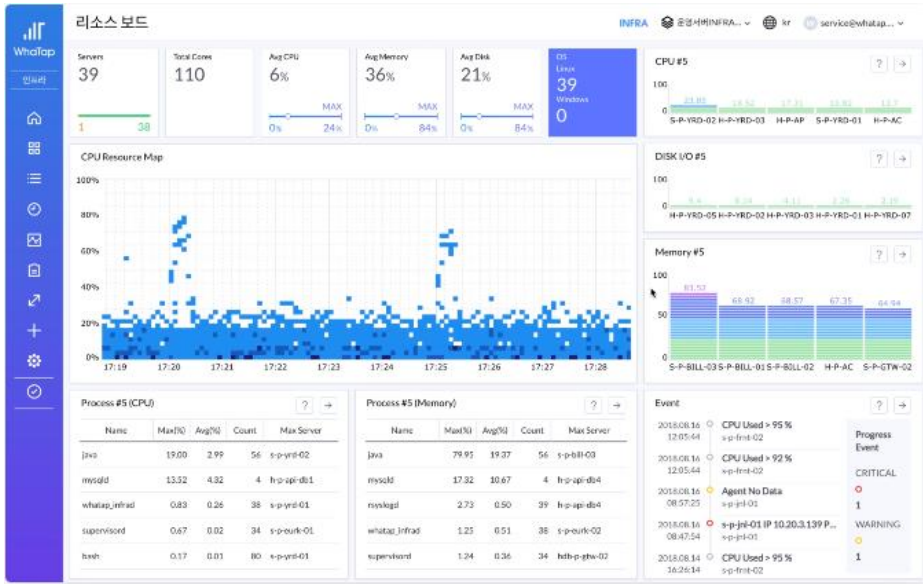 WhaTap
인프라
리소스 보드
INFRA 운영서버INFRA... kr service@whatap...
Servers
39
1 38
Total Cores
110
Avg CPU
6%
MAX
0% 24%
Avg Memory
36%
MAX
0% 84%
Avg Disk
21%
MAX
0% 84%
OS
Linux
39
Windows
0
CPU #5 ?
100
0
S-P-YRD-02 H-P-YRD-03 H-P-AP S-P-YRD-01 H-P-AC
CPU Resource Map
100%
80%
60%
40%
20%
0%
17:19 17:20 17:21 17:22 17:23 17:24 17:25 17:26 17:27 17:28
DISK I/O #5 ?
100
0
H-P-YRD-05 H-P-YRD-02 H-P-YRD-03 H-P-YRD-01 H-P-YRD-07
Memory #5 ?
100
81.57
69.92 68.57 67.35 64.94
50
0
S-P-BILL-03 S-P-BILL-01 S-P-BILL-02 H-P-AC S-P-GTW-02
Process #5 (CPU) ?
Name Max(%) Avg(%) Count Max Server
java 19.00 2.99 56 s-p-yrd-02
mysqld 13.52 4.32 4 h-p-api-db1
whatap_infrad 0.83 0.26 38 s-p-yrd-01
supervisord 0.67 0.02 34 s-p-eurk-01
bash 0.17 0.01 80 s-p-yrd-01
Process #5 (Memory) ?
Name Max(%) Avg(%) Count Max Server
java 79.95 19.37 56 s-p-bill-03
mysqld 17.32 10.67 4 h-p-api-db4
rsyslogd 2.73 0.50 39 h-p-api-db4
whatap_infrad 1.25 0.51 38 s-p-eurk-02
supervisord 1.24 0.36 34 hdb-p-gtw-02
Event ?
2018.08.16 CPU Used > 95 %
12:05:44 s-p-frnt-02
2018.08.16 CPU Used > 92 %
12:05:44 s-p-frnt-02
2018.08.16 Agent No Data
08:57:25 s-p-jnl-01
2018.08.16 s-p-jnl-01 IP 10.20.3.139 P...
08:47:54 s-p-jnl-01
2018.08.14 CPU Used > 95 %
16:26:14 s-p-frnt-02
Progress
Event
CRITICAL
1
WARNING
1